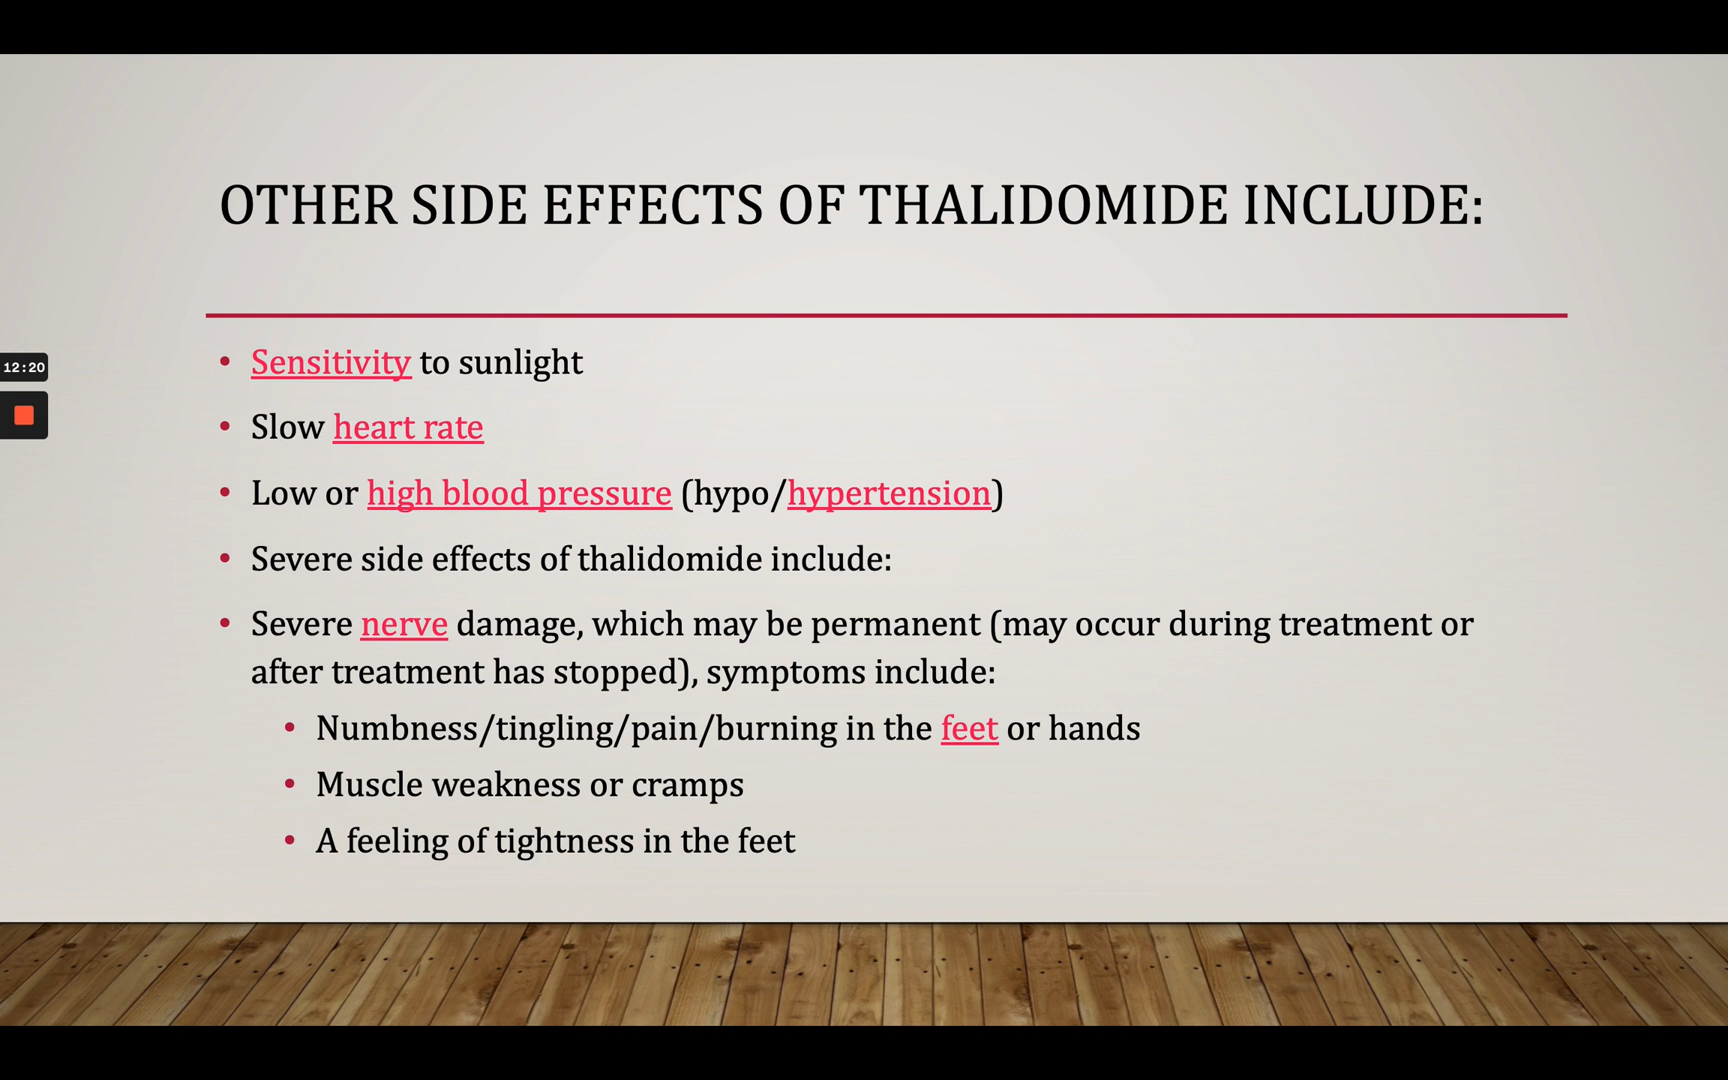 OTHER SIDE EFFECTS OF THALIDOMIDE INCLUDE:
• Sensitivity to sunlight
12:20
• Slow heart rate
• Low or high blood pressure (hypo/hypertension)
• Severe side effects of thalidomide include:
• Severe nerve damage, which may be permanent (may occur during treatment or
after treatment has stopped), symptoms include:
• Numbness/tingling/pain/burning in the feet or hands
• Muscle weakness or cramps
• A feeling of tightness in the feet